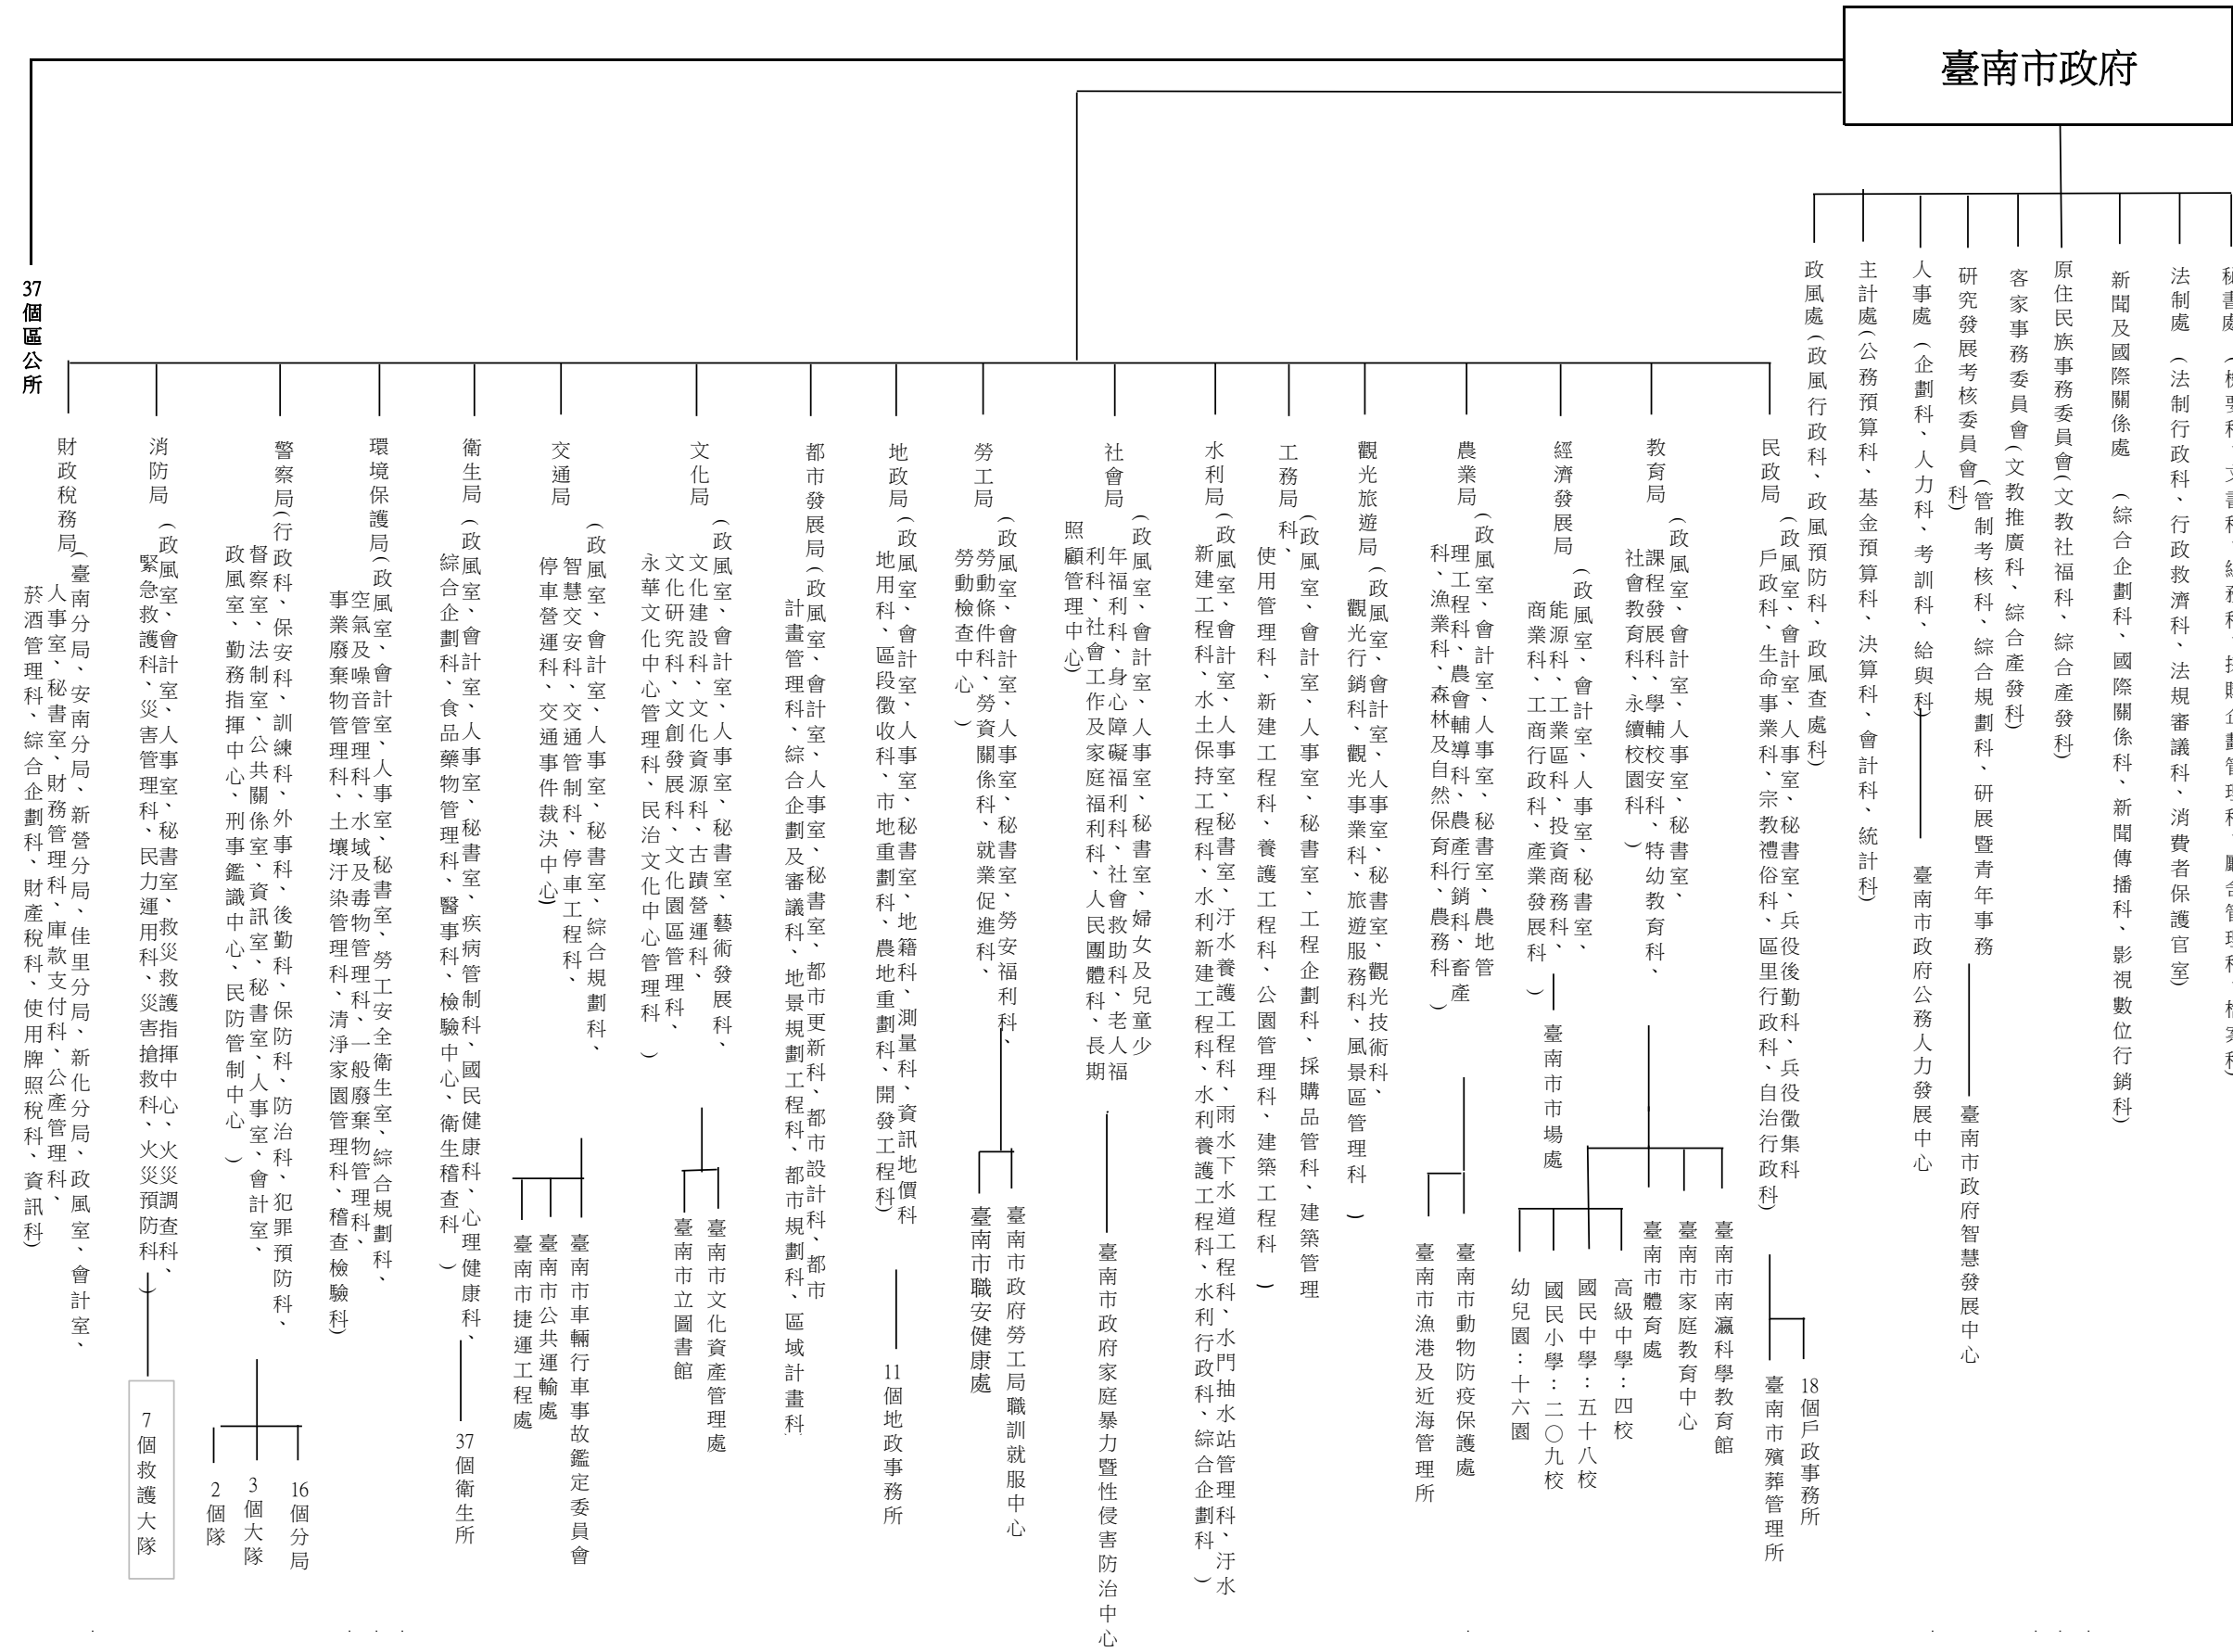 臺南市政府
秘書處
法制處（法制行政科、行政救濟科、法規審議科、消費者保護官室）
新聞及國際關係處（綜合企劃科、國際關係科、新聞傳播科、影視數位行銷科）
原住民族事務委員會（文教社福科、綜合產發科）
客家事務委員會（文教推廣科、綜合產發科）
研究發展考核委員會（管制考核科、綜合規劃科、研展暨青年事務
科）
臺南市政府智慧發展中心
人事處（企劃科、人力科、考訓科、給與科）
臺南市政府公務人力發展中心
主計處（公務預算科、基金預算科、決算科、會計科、統計科）
政風處（政風行政科、政風預防科、政風查處科）
民政局（政風室、會計室、人事室、秘書室、兵役後勤科、兵役徵集科
戶政科、生命事業科、宗教禮俗科、區里行政科、自治行政科）
18個戶政事務所
臺南市殯葬管理所
教育局（政風室、會計室、人事室、秘書室、
課程發展科、學輔校安科、特幼教育科、
社會教育科、永續校園科）
臺南市南瀛科學教育館
臺南市家庭教育中心
臺南市體育處
高級中學：四校
國民中學：五十八校
國民小學：二〇九校
幼兒園：十六園
經濟發展局（政風室、會計室、人事室、秘書室、
能源科、工業區科、投資商務科、
商業科、工商行政科、產業發展科）
臺南市市場處
農業局（政風室、會計室、人事室、秘書室、農地管
理工程科、農會輔導科、農產行銷科、畜產
科、漁業科、森林及自然保育科、農務科）
臺南市動物防疫保護處
臺南市漁港及近海管理所
觀光旅遊局（政風室、會計室、人事室、秘書室、觀光技術科、
觀光行銷科、觀光事業科、旅遊服務科、風景區管理科）
工務局（政風室、會計室、人事室、秘書室、工程企劃科、採購品管科、建築管理
科、
使用管理科、新建工程科、養護工程科、公園管理科、建築工程科）
水利局（政風室、會計室、人事室、秘書室、汙水養護工程科、雨水下水道工程科、水門抽水站管理科、汙水
新建工程科、水土保持工程科、水利新建工程科、水利養護工程科、水利行政科、綜合企劃科）
社會局（政風室、會計室、人事室、秘書室、婦女及兒童少
年福利科、身心障礙福利科、社會救助科、老人福
利科、社會工作及家庭福利科、人民團體科、長期
照顧管理中心）
臺南市政府家庭暴力暨性侵害防治中心
勞工局（政風室、會計室、人事室、秘書室、勞安福利科、
勞動條件科、勞資關係科、就業促進科、
勞動檢查中心）
臺南市政府勞工局職訓就服中心
臺南市職安健康處
地政局（政風室、會計室、人事室、秘書室、地籍科、測量科、資訊地價科
地用科、區段徵收科、市地重劃科、農地重劃科、開發工程科）
11個地政事務所
都市發展局（政風室、會計室、人事室、秘書室、都市更新科、都市設計科、都市
計畫管理科、綜合企劃及審議科、地景規劃工程科、都市規劃科、區域計畫科
文化局（政風室、會計室、人事室、秘書室、藝術發展科、
文化建設科、文化資源科、古蹟營運科、
文化研究科、文創發展科、文化園區管理科、
永華文化中心管理科、民治文化中心管理科）
臺南市文化資產管理處
臺南市立圖書館
交通局（政風室、會計室、人事室、秘書室、綜合規劃科、
智慧交安科、交通管制科、停車工程科、
停車營運科、交通事件裁決中心）
臺南市車輛行車事故鑑定委員會
臺南市公共運輸處
臺南市捷運工程處
衛生局（政風室、會計室、人事室、秘書室、疾病管制科、國民健康科、心理健康科、
綜合企劃科、食品藥物管理科、醫事科、檢驗中心、衛生稽查科）
37個衛生所
環境保護局（政風室、會計室、人事室、秘書室、勞工安全衛生室、綜合規劃科、
空氣及噪音管理科、水域及毒物管理科、一般廢棄物管理科、
事業廢棄物管理科、土壤汙染管理科、清淨家園管理科、稽查檢驗科）
警察局（行政科、保安科、訓練科、外事科、後勤科、保防科、防治科、犯罪預防科、
督察室、法制室、公共關係室、資訊室、秘書室、人事室、會計室、
政風室、勤務指揮中心、刑事鑑識中心、民防管制中心）
16個分局
3個大隊
2個隊
消防局（政風室、會計室、人事室、秘書室、救災救護指揮中心、火災調查科、
緊急救護科、災害管理科、民力運用科、災害搶救科、火災預防科）
7個救護大隊
財政稅務局（臺南分局、安南分局、新營分局、佳里分局、新化分局、政風室、會計室、
人事室、秘書室、財務管理科、庫款支付科、公產管理科、
菸酒管理科、綜合企劃科、財產稅科、使用牌照稅科、資訊科）
37個區公所